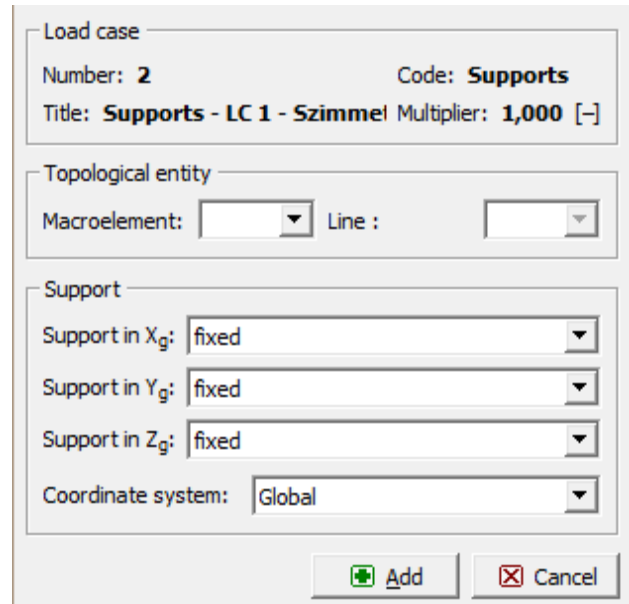 Load case
Number: 2 Code: Supports
Title: Supports - LC 1 - Szimmet Multiplier: 1,000 [–]
Topological entity
Macroelement: Line :
Support
Support in Xg: fixed
Support in Yg: fixed
Support in Zg: fixed
Coordinate system: Global
Add Cancel